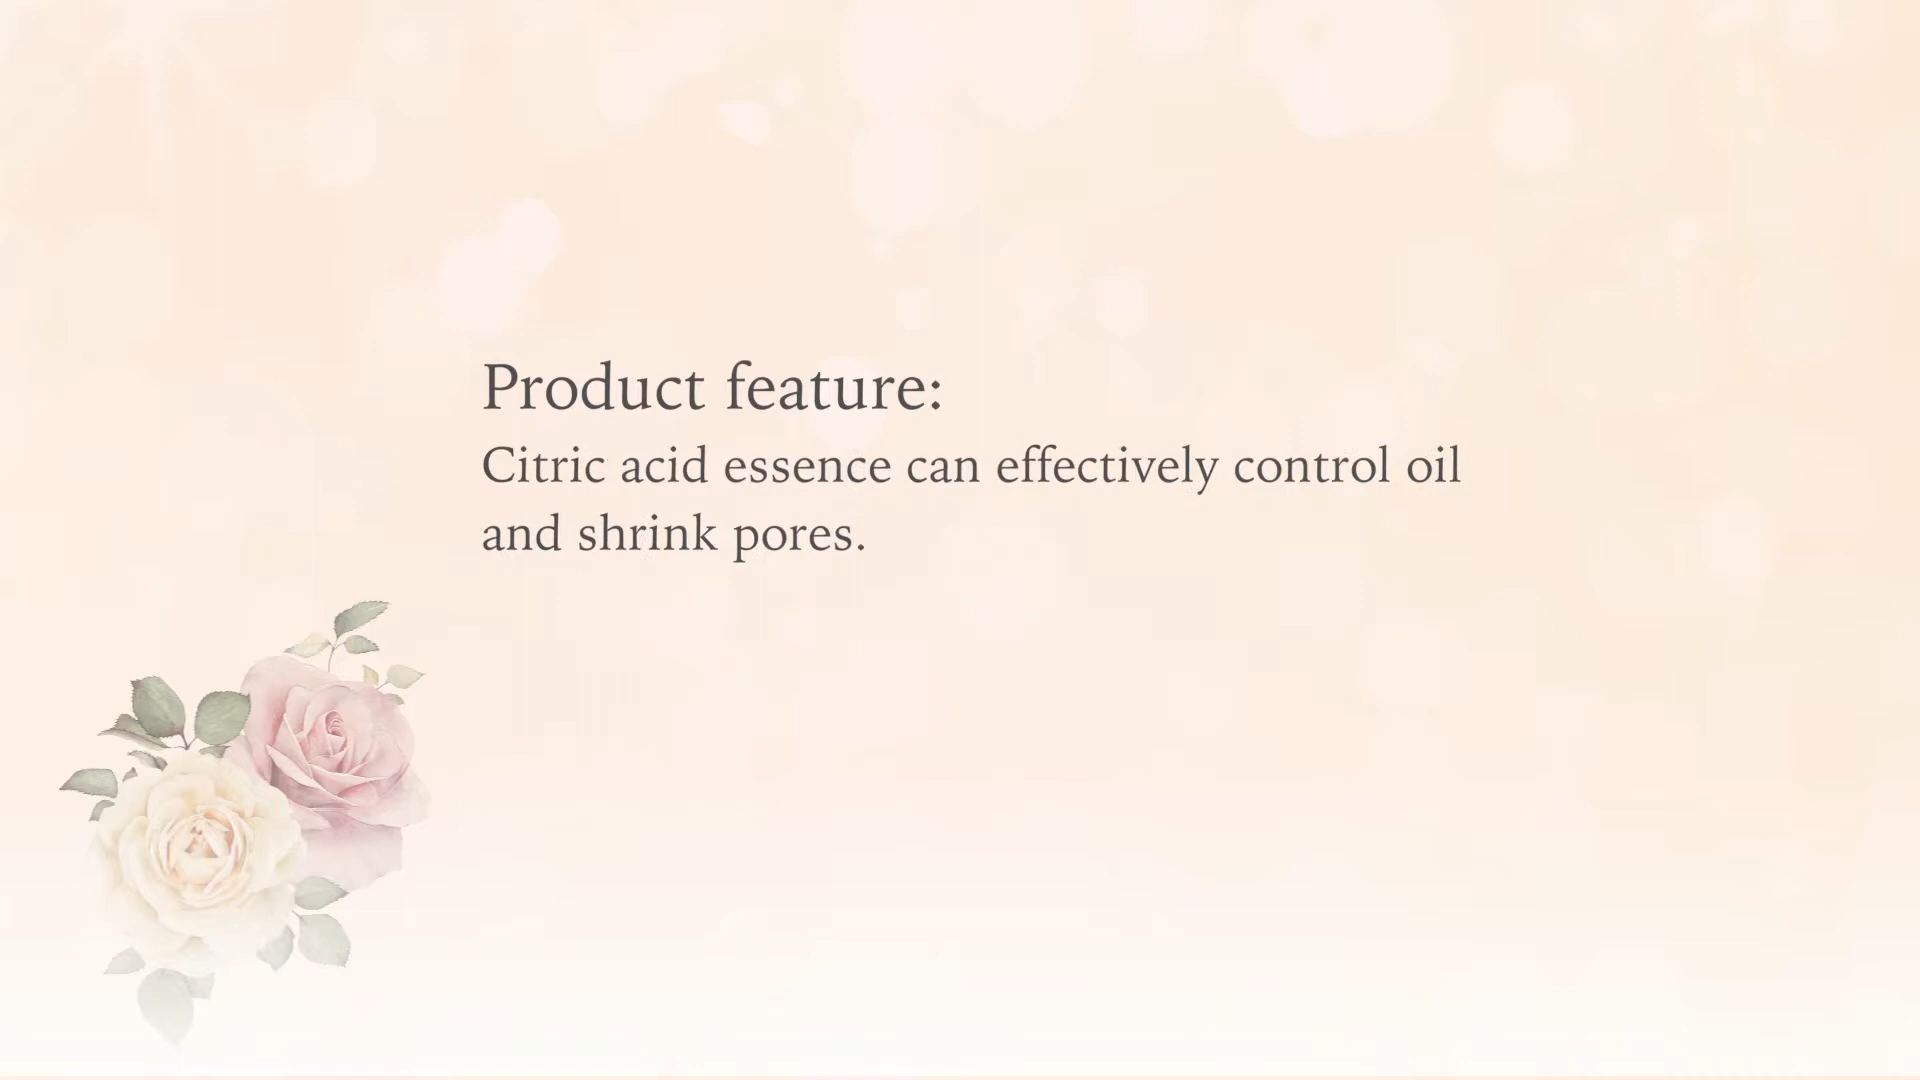 Product feature:
Citric acid essence can effectively control oil
and shrink pores.